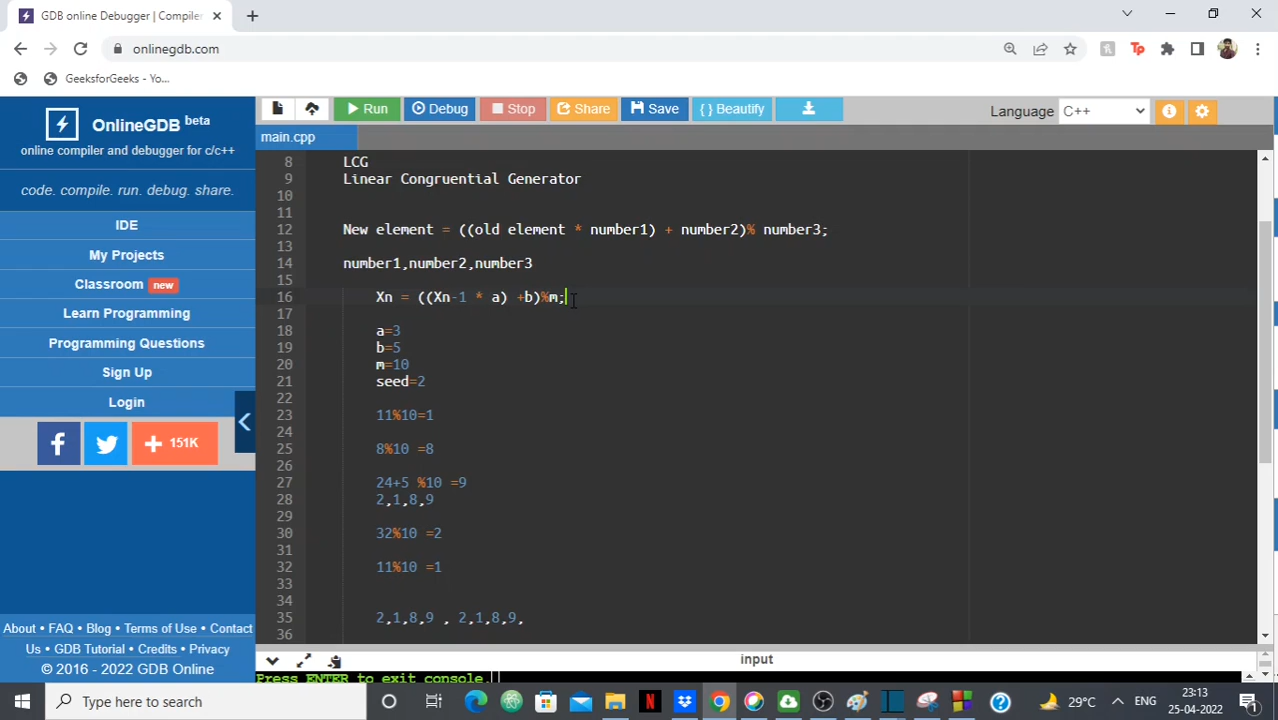 GDB online Debugger | Compiler
onlinegdb.com
GeeksforGeeks - Yo...
OnlineGDB beta
online compiler and debugger for c/c++
code. compile. run. debug. share.
IDE
My Projects
Classroom new
Learn Programming
Programming Questions
Sign Up
Login
151K
About • FAQ • Blog • Terms of Use • Contact
Us • GDB Tutorial • Credits • Privacy
© 2016 - 2022 GDB Online
Run Debug Stop Share Save { } Beautify
Language C++
main.cpp
8 LCG
9 Linear Congruential Generator
10
11
12 New element = ((old element * number1) + number2)% number3;
13
14 number1,number2,number3
15
16 Xn = ((Xn-1 * a) +b)%m;
17
18 a=3
19 b=5
20 m=10
21 seed=2
22
23 11%10=1
24
25 8%10 =8
26
27 24+5 %10 =9
28 2,1,8,9
29
30 32%10 =2
31
32 11%10 =1
33
34
35 2,1,8,9 , 2,1,8,9,
36
input
Press ENTER to exit console.
Type here to search
29°C
ENG
23:13
25-04-2022